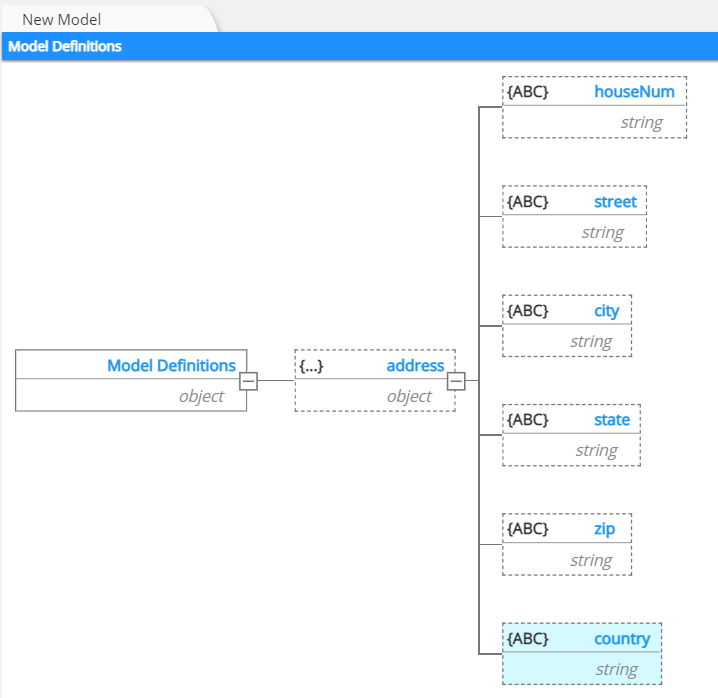 New Model
Model Definitions
{ABC} houseNum
string
{ABC} street
string
{ABC} city
string
Model Definitions
object
{...} address
object
{ABC} state
string
{ABC} zip
string
{ABC} country
string